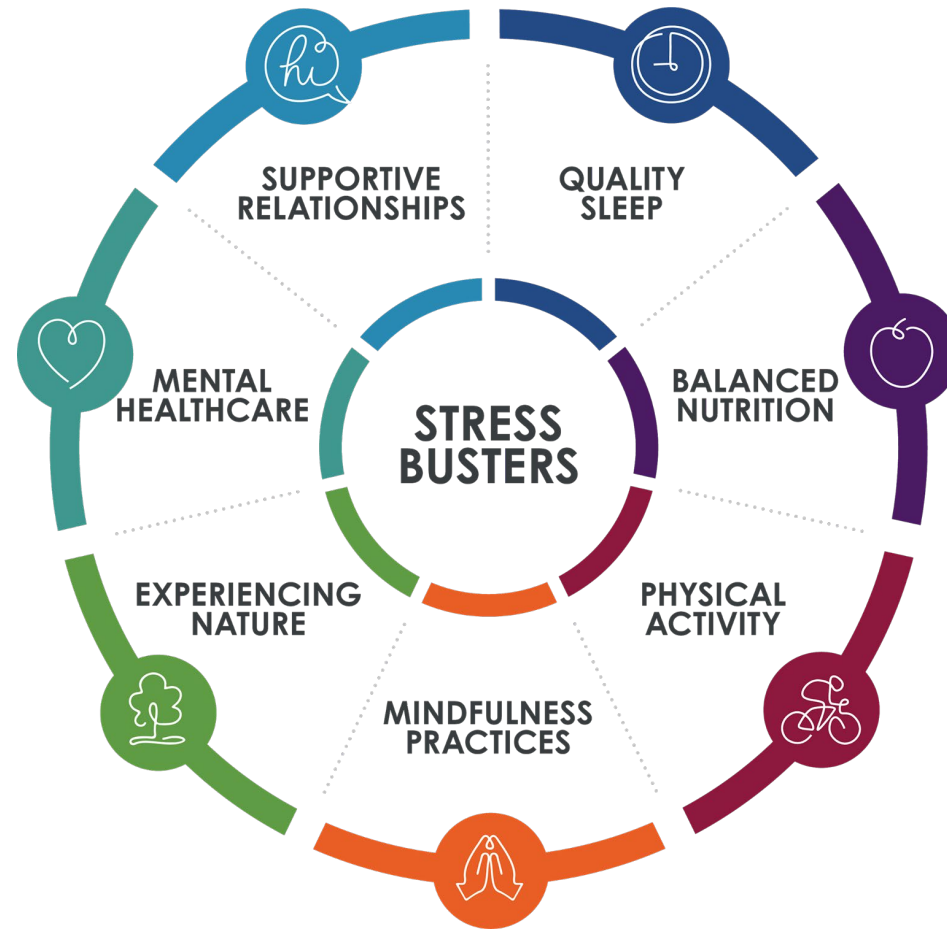 hi
SUPPORTIVE
RELATIONSHIPS
QUALITY
SLEEP
MENTAL
HEALTHCARE
STRESS
BUSTERS
BALANCED
NUTRITION
EXPERIENCING
NATURE
PHYSICAL
ACTIVITY
MINDFULNESS
PRACTICES